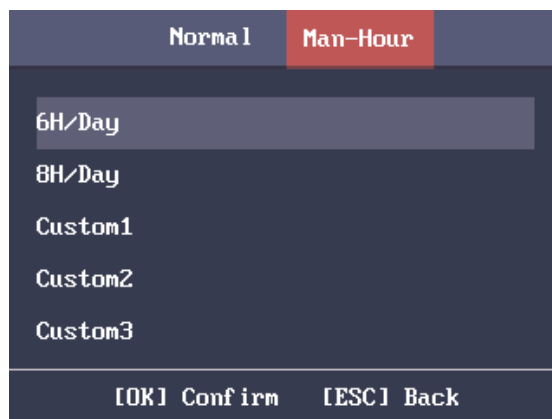 Normal Man-Hour
6H/Day
8H/Day
Custom1
Custom2
Custom3
[OK] Confirm [ESC] Back